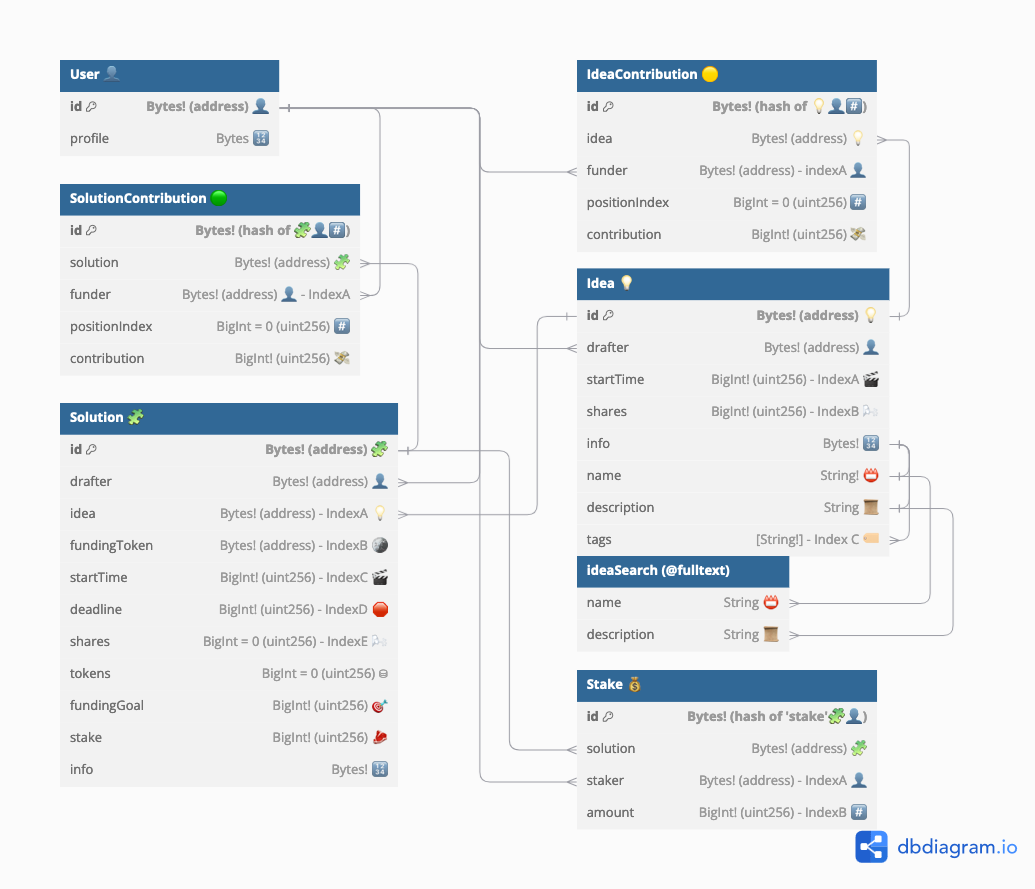 User 👤
id Bytes! (address) 👤
profile Bytes 🔢
SolutionContribution 🟢
id Bytes! (hash of 🧩👤#️⃣)
solution Bytes! (address) 🧩
funder Bytes! (address) 👤 - IndexA
positionIndex BigInt = 0 (uint256) #️⃣
contribution BigInt! (uint256) 💸
Solution 🧩
id Bytes! (address) 🧩
drafter Bytes! (address) 👤
idea Bytes! (address) - IndexA 💡
fundingToken Bytes! (address) - IndexB 🪙
startTime BigInt! (uint256) - IndexC 🎬
deadline BigInt! (uint256) - IndexD 🛑
shares BigInt = 0 (uint256) - IndexE 🌬️
tokens BigInt = 0 (uint256) ⛁
fundingGoal BigInt! (uint256) 🎯
stake BigInt! (uint256) 🥩
info Bytes! 🔢
IdeaContribution 🟡
id Bytes! (hash of 💡👤#️⃣)
idea Bytes! (address) 💡
funder Bytes! (address) - indexA 👤
positionIndex BigInt = 0 (uint256) #️⃣
contribution BigInt! (uint256) 💸
Idea 💡
id Bytes! (address) 💡
drafter Bytes! (address) 👤
startTime BigInt! (uint256) - IndexA 🎬
shares BigInt! (uint256) - IndexB 🌬️
info Bytes! 🔢
name String! 📛
description String 📜
tags [String!] - Index C 🏷️
ideaSearch (@fulltext)
name String 📛
description String 📜
Stake 💰
id Bytes! (hash of 'stake'🧩👤)
solution Bytes! (address) 🧩
staker Bytes! (address) - IndexA 👤
amount BigInt! (uint256) - IndexB #️⃣
dbdiagram.io